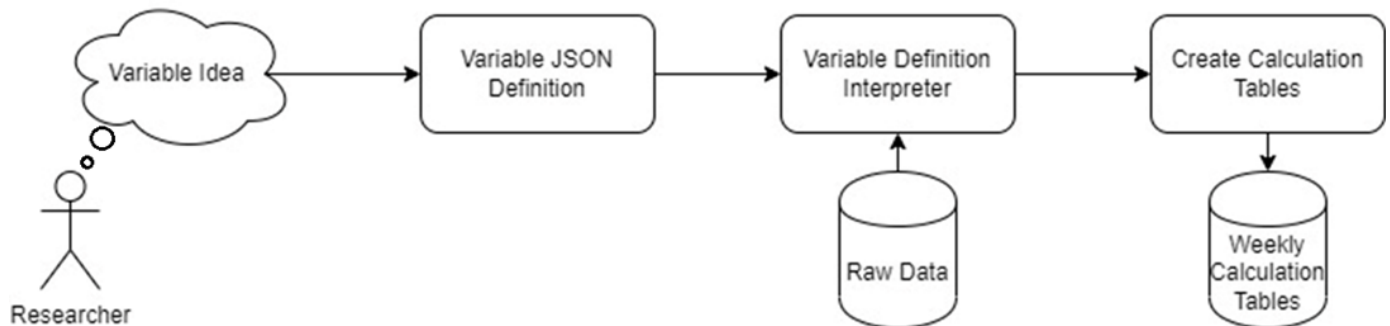 Variable Idea
Variable JSON
Definition
Variable Definition
Interpreter
Create Calculation
Tables
Researcher
Raw Data
Weekly
Calculation
Tables